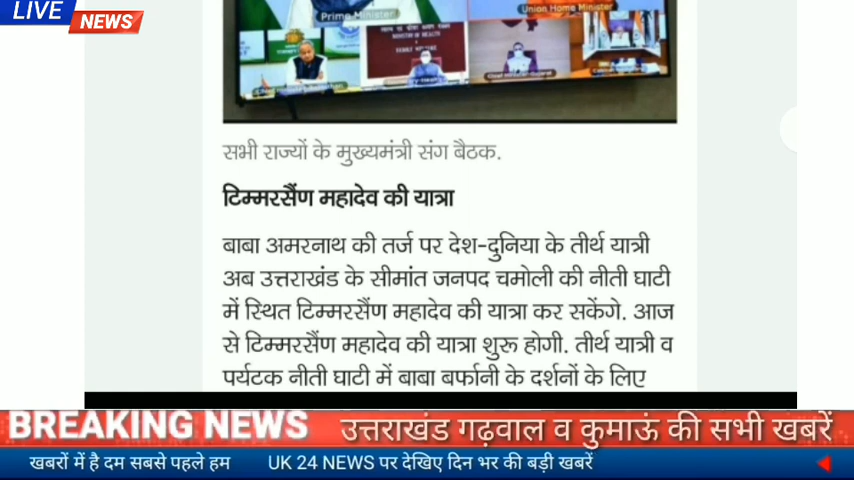 LIVE
NEWS
Prime Minister
Union Home Minister
सभी राज्यों के मुख्यमंत्री संग बैठक.
टिम्मरसैंण महादेव की यात्रा
बाबा अमरनाथ की तर्ज पर देश-दुनिया के तीर्थ यात्री
अब उत्तराखंड के सीमांत जनपद चमोली की नीती घाटी
में स्थित टिम्मरसैंण महादेव की यात्रा कर सकेंगे. आज
से टिम्मरसैंण महादेव की यात्रा शुरू होगी. तीर्थ यात्री व
पर्यटक नीती घाटी में बाबा बर्फानी के दर्शनों के लिए
BREAKING NEWS
उत्तराखंड गढ़वाल व कुमाऊं की सभी खबरें
खबरों में है दम सबसे पहले हम
UK 24 NEWS पर देखिए दिन भर की बड़ी खबरें